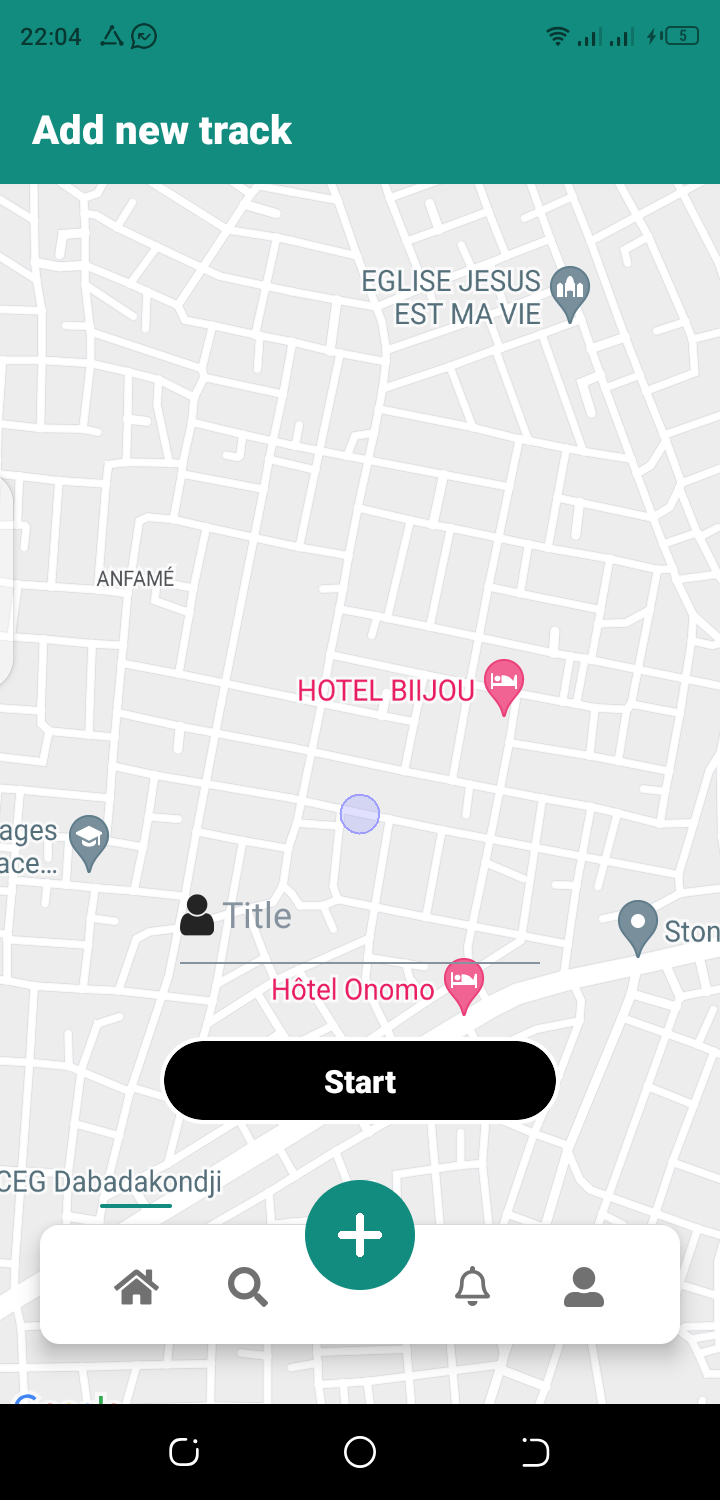 22:04
5
Add new track
EGLISE JESUS
EST MA VIE
ANFAMÉ
HOTEL BIIJOU
ages
ace...
Title
Ston
Hôtel Onomo
Start
CEG Dabadakondji
Google